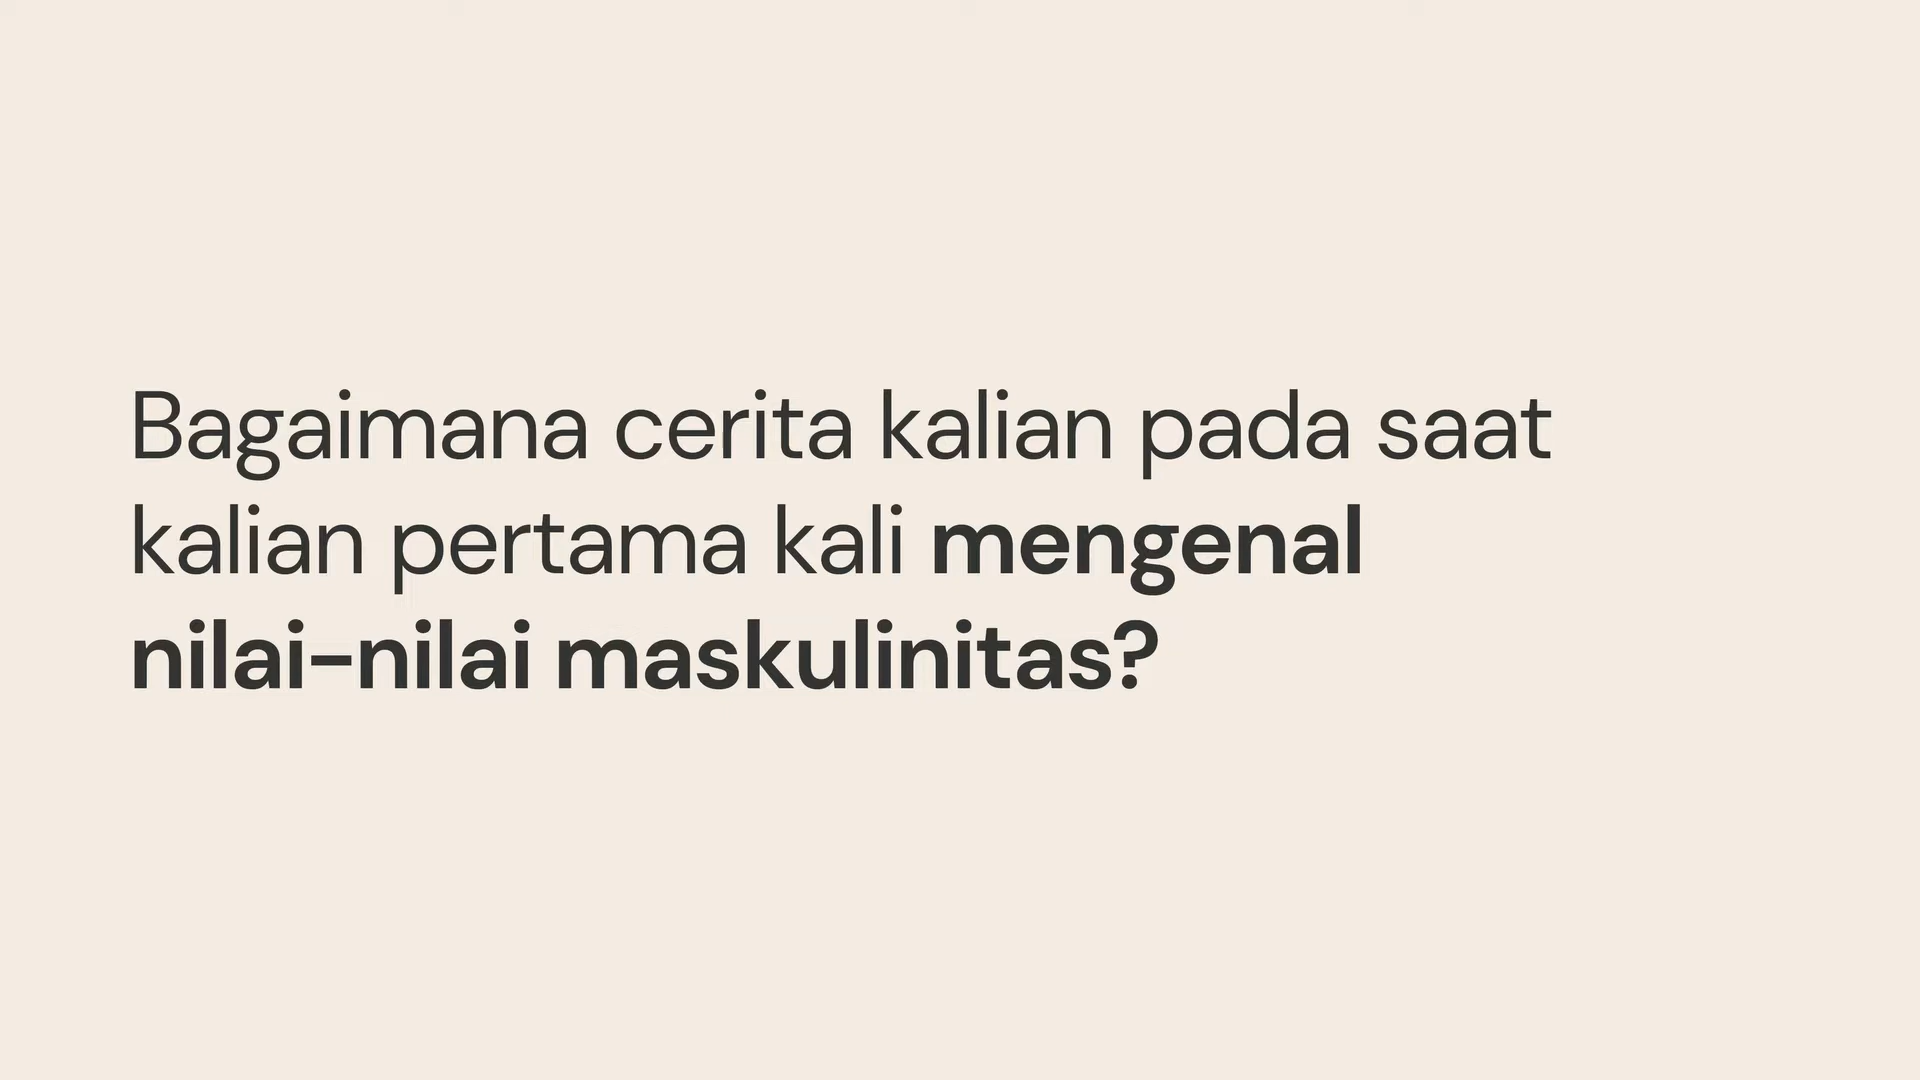 Bagaimana cerita kalian pada saat
kalian pertama kali mengenal
nilai-nilai maskulinitas?